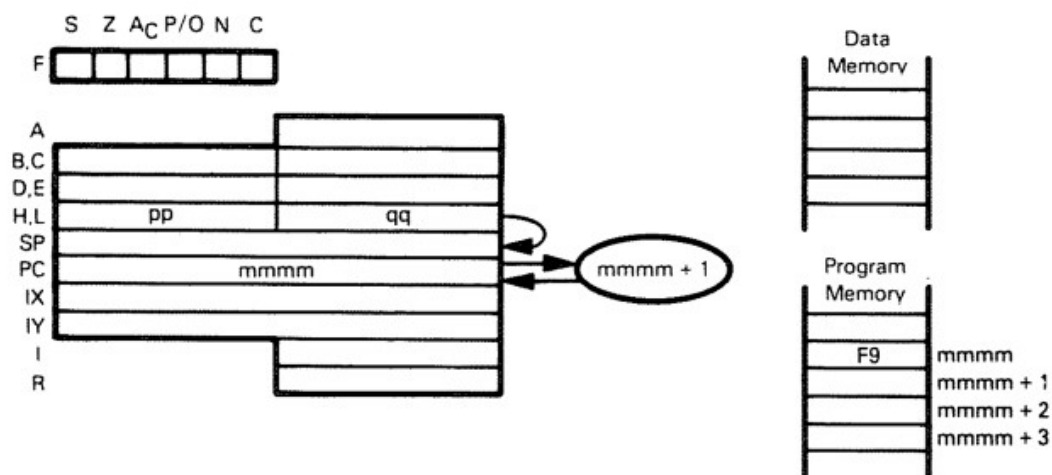 S Z AC P/O N C
F
A
B,C
D,E
H,L pp qq
SP
PC mmmm mmmm + 1
IX
IY
I
R
Data
Memory
Program
Memory
F9 mmmm
mmmm + 1
mmmm + 2
mmmm + 3